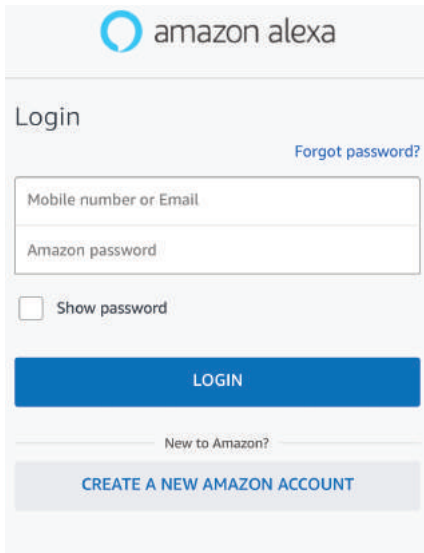 amazon alexa
Login
Forgot password?
Mobile number or Email
Amazon password
Show password
LOGIN
New to Amazon?
CREATE A NEW AMAZON ACCOUNT